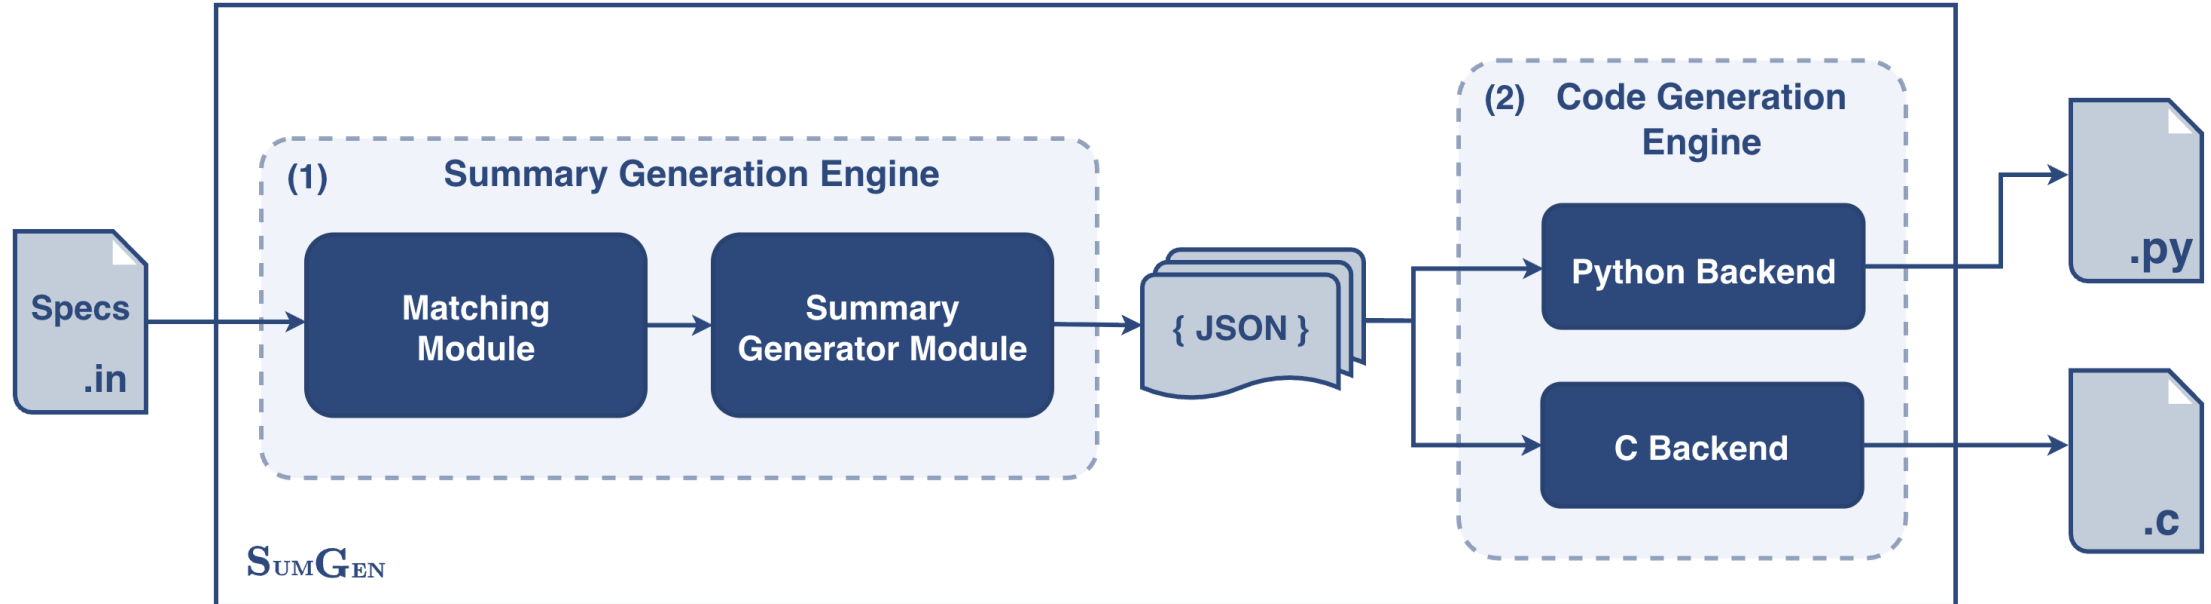 Specs
.in
(1)
Summary Generation Engine
Matching
Module
Summary
Generator Module
{ JSON }
(2)
Code Generation
Engine
Python Backend
C Backend
.py
.c
SUMGEN